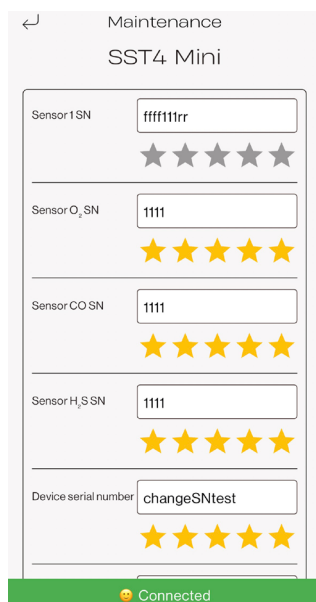 Maintenance
SST4 Mini
Sensor 1 SN
ffff111rr
Sensor O₂ SN
1111
Sensor CO SN
1111
Sensor H₂S SN
1111
Device serial number
changeSNtest
Connected